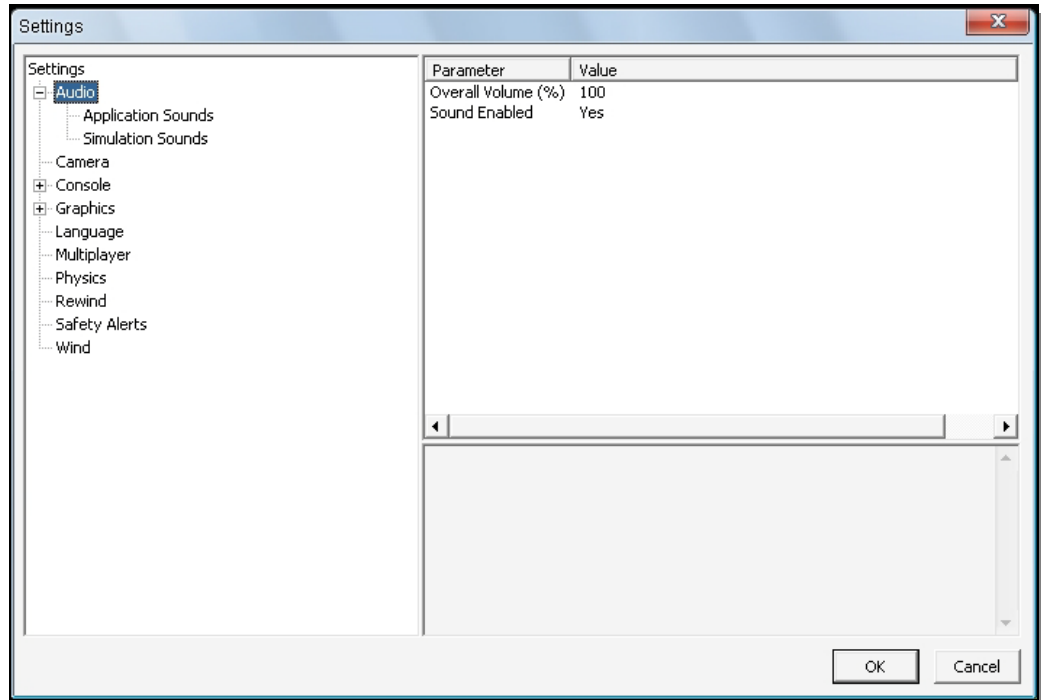 Settings
Settings
Audio
Application Sounds
Simulation Sounds
Camera
Console
Graphics
Language
Multiplayer
Physics
Rewind
Safety Alerts
Wind
Parameter Value
Overall Volume (%) 100
Sound Enabled Yes
OK Cancel